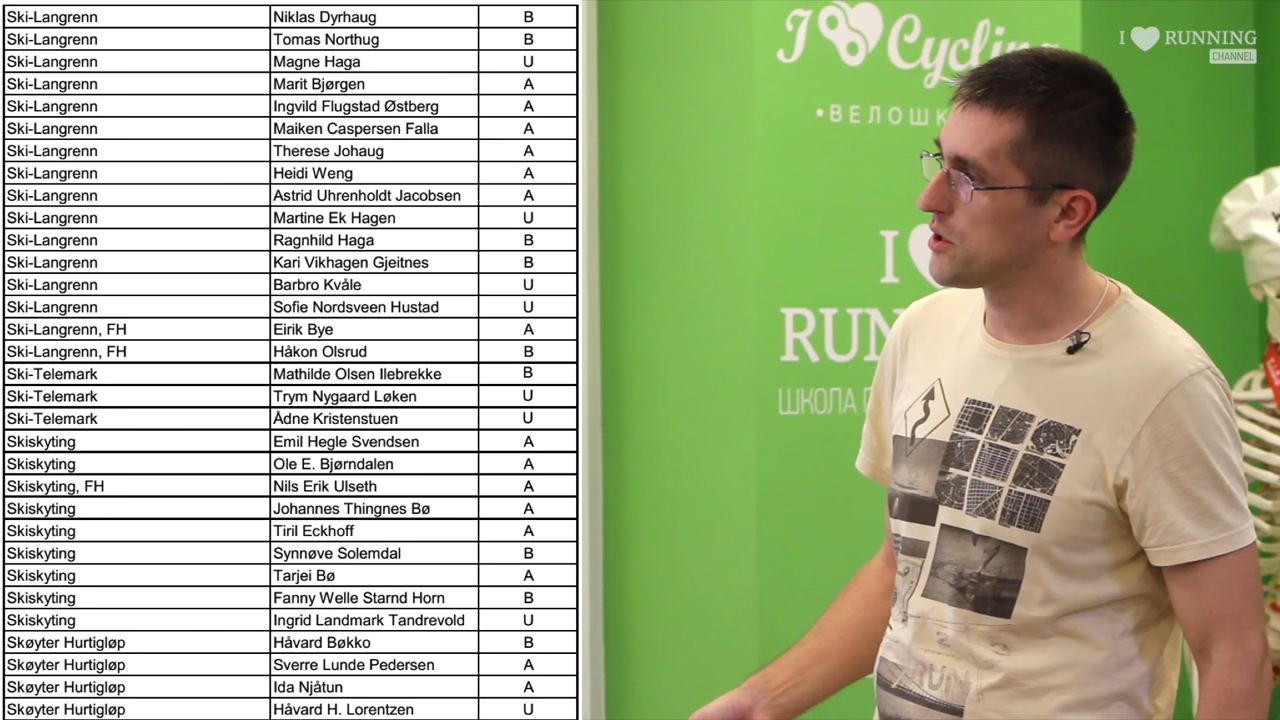 Ski-Langrenn Niklas Dyrhaug B
Ski-Langrenn Tomas Northug B
Ski-Langrenn Magne Haga U
Ski-Langrenn Marit Bjørgen A
Ski-Langrenn Ingvild Flugstad Østberg A
Ski-Langrenn Maiken Caspersen Falla A
Ski-Langrenn Therese Johaug A
Ski-Langrenn Heidi Weng A
Ski-Langrenn Astrid Uhrenholdt Jacobsen A
Ski-Langrenn Martine Ek Hagen U
Ski-Langrenn Ragnhild Haga B
Ski-Langrenn Kari Vikhagen Gjeitnes B
Ski-Langrenn Barbro Kvåle U
Ski-Langrenn Sofie Nordsveen Hustad U
Ski-Langrenn, FH Eirik Bye A
Ski-Langrenn, FH Håkon Olsrud B
Ski-Telemark Mathilde Olsen Ilebrekke B
Ski-Telemark Trym Nygaard Løken U
Ski-Telemark Ådne Kristenstuen U
Skiskyting Emil Hegle Svendsen A
Skiskyting Ole E. Bjørndalen A
Skiskyting, FH Nils Erik Ulseth A
Skiskyting Johannes Thingnes Bø A
Skiskyting Tiril Eckhoff A
Skiskyting Synnøve Solemdal B
Skiskyting Tarjei Bø A
Skiskyting Fanny Welle Starnd Horn B
Skiskyting Ingrid Landmark Tandrevold U
Skøyter Hurtigløp Håvard Bøkko B
Skøyter Hurtigløp Sverre Lunde Pedersen A
Skøyter Hurtigløp Ida Njåtun A
Skøyter Hurtigløp Håvard H. Lorentzen U
I Cycling
•ВЕЛОШК
I
RUN
ШКОЛА
I RUNNING
CHANNEL
RUN